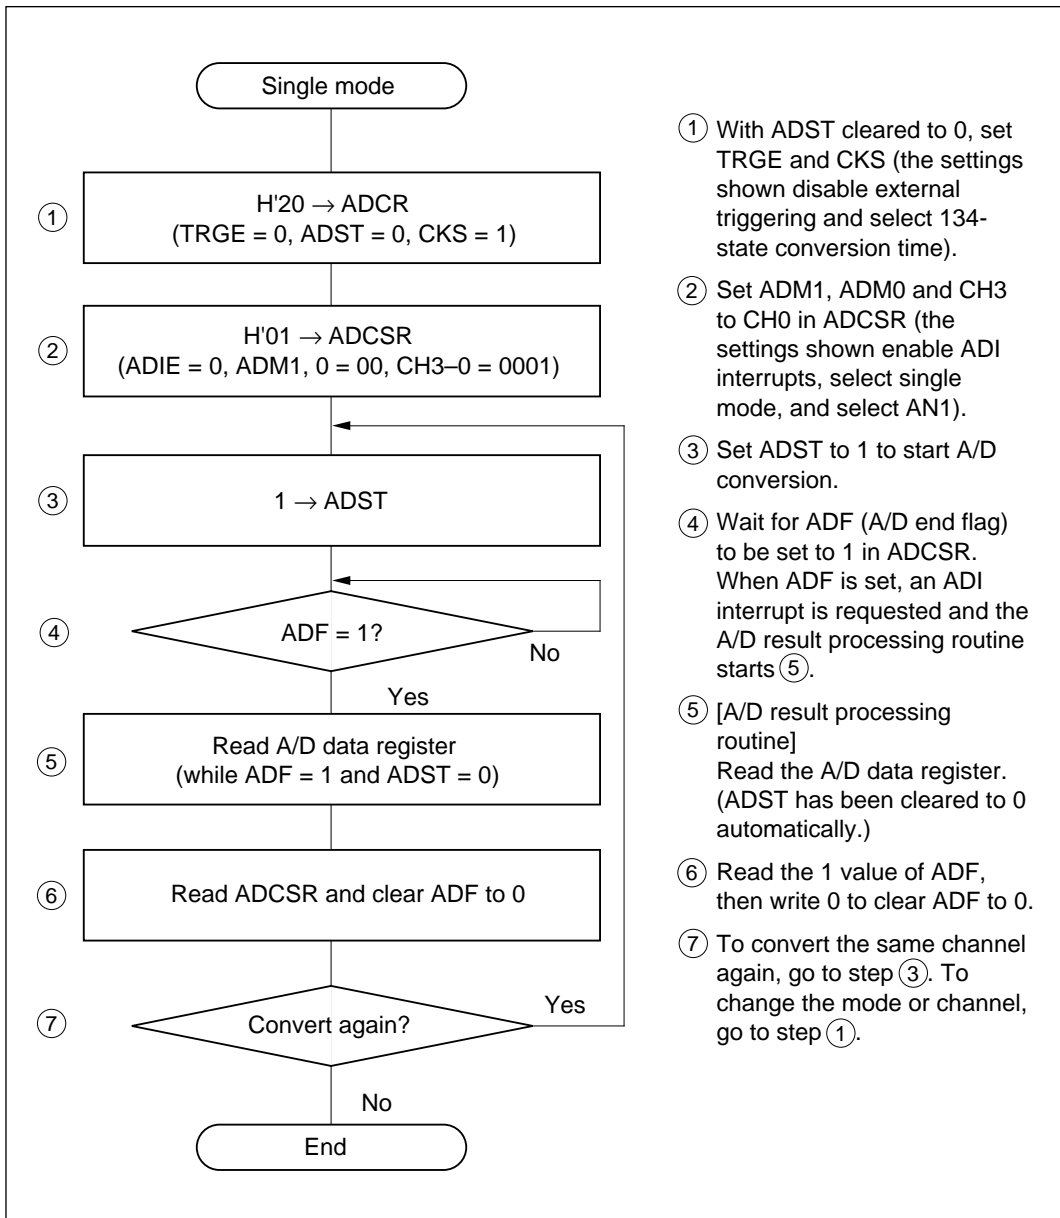 Single mode
① H'20 → ADCR
(TRGE = 0, ADST = 0, CKS = 1)
② H'01 → ADCSR
(ADIE = 0, ADM1, 0 = 00, CH3–0 = 0001)
③ 1 → ADST
④ ADF = 1?
No
Yes
⑤ Read A/D data register
(while ADF = 1 and ADST = 0)
⑥ Read ADCSR and clear ADF to 0
⑦ Convert again?
Yes
No
End
① With ADST cleared to 0, set
TRGE and CKS (the settings
shown disable external
triggering and select 134-
state conversion time).
② Set ADM1, ADM0 and CH3
to CH0 in ADCSR (the
settings shown enable ADI
interrupts, select single
mode, and select AN1).
③ Set ADST to 1 to start A/D
conversion.
④ Wait for ADF (A/D end flag)
to be set to 1 in ADCSR.
When ADF is set, an ADI
interrupt is requested and the
A/D result processing routine
starts ⑤.
⑤ [A/D result processing
routine]
Read the A/D data register.
(ADST has been cleared to 0
automatically.)
⑥ Read the 1 value of ADF,
then write 0 to clear ADF to 0.
⑦ To convert the same channel
again, go to step ③. To
change the mode or channel,
go to step ①.